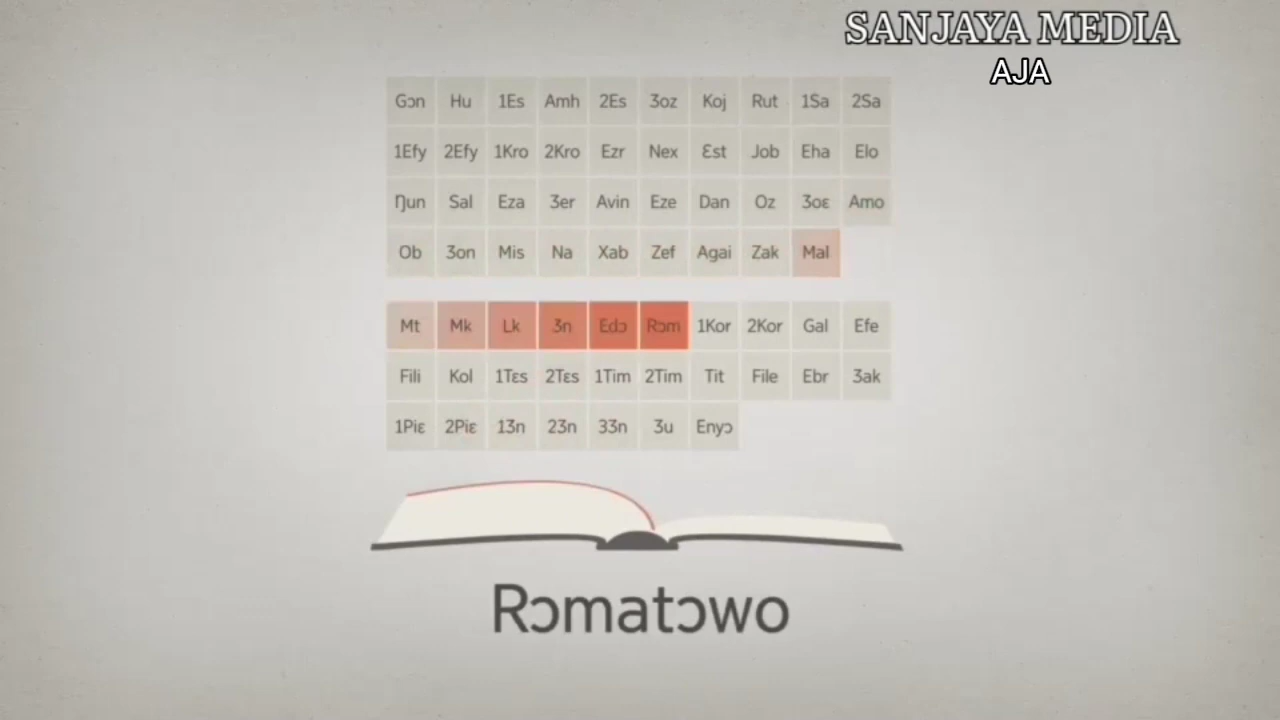 SANJAYA MEDIA
AJA
Gɔn Hu 1Es Amh 2Es 3oz Koj Rut 1Sa 2Sa
1Efy 2Efy 1Kro 2Kro Ezr Nex Ɛst Job Eha Elo
Ŋun Sal Eza 3er Avin Eze Dan Oz 3oɛ Amo
Ob 3on Mis Na Xab Zef Agai Zak Mal
Mt Mk Lk 3n Edɔ Rɔm 1Kor 2Kor Gal Efe
Fili Kol 1Tɛs 2Tɛs 1Tim 2Tim Tit File Ebr 3ak
1Piɛ 2Piɛ 13n 23n 33n 3u Enyɔ
Rɔmatɔwo